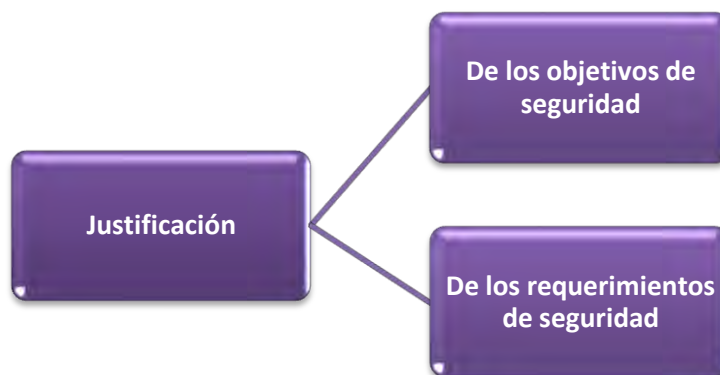 De los objetivos de
seguridad
Justificación
De los requerimientos
de seguridad